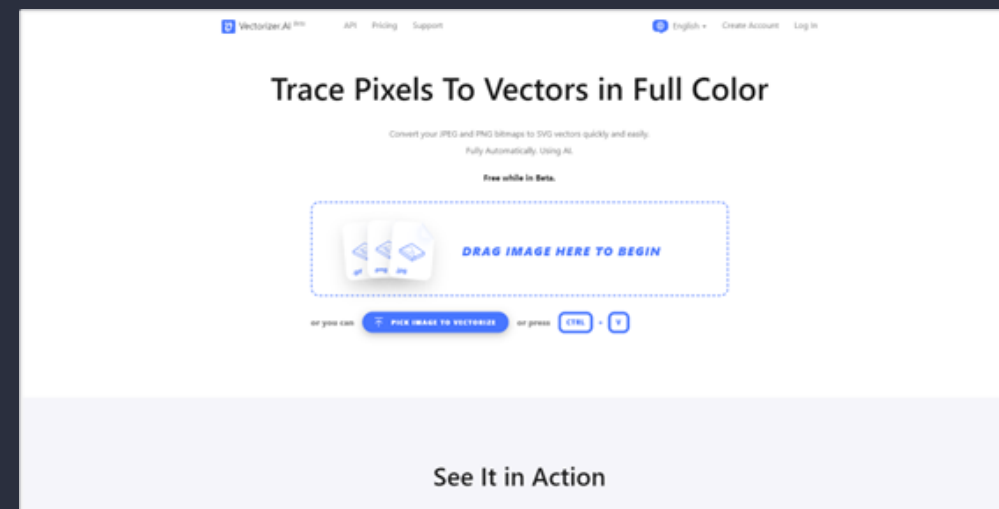 Vectorizer.AI Beta API Pricing Support English Create Account Log In
Trace Pixels To Vectors in Full Color
Convert your JPEG and PNG bitmaps to SVG vectors quickly and easily.
Fully Automatically. Using AI.
Free while in Beta.
DRAG IMAGE HERE TO BEGIN
or you can PICK IMAGE TO VECTORIZE or press CTRL + V
See It in Action